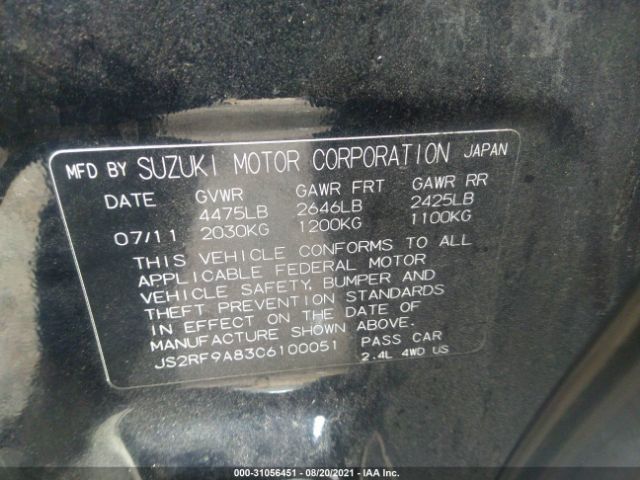 MFD BY SUZUKI MOTOR CORPORATION JAPAN
DATE GVWR GAWR FRT GAWR RR
4475LB 2646LB 2425LB
07/11 2030KG 1200KG 1100KG
THIS VEHICLE CONFORMS TO ALL
APPLICABLE FEDERAL MOTOR
VEHICLE SAFETY, BUMPER AND
THEFT PREVENTION STANDARDS
IN EFFECT ON THE DATE OF
MANUFACTURE SHOWN ABOVE.
JS2RF9A83C6100051 PASS CAR
2.4L 4WD US
000-31056451 - 08/20/2021 - IAA Inc.